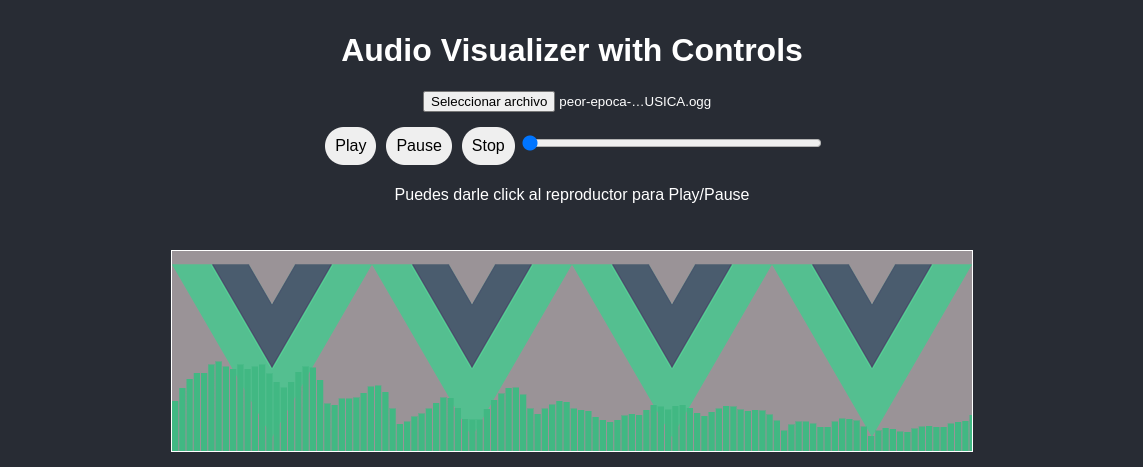 Audio Visualizer with Controls
Seleccionar archivo peor-epoca-...USICA.ogg
Play Pause Stop
Puedes darle click al reproductor para Play/Pause